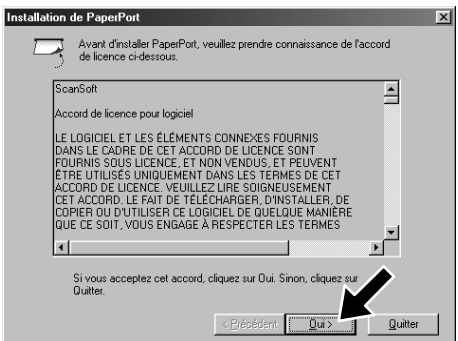 Installation de PaperPort
Avant d'installer PaperPort, veuillez prendre connaissance de l'accord
de licence ci-dessous.
ScanSoft
Accord de licence pour logiciel
LE LOGICIEL ET LES ÉLÉMENTS CONNEXES FOURNIS
DANS LE CADRE DE CET ACCORD DE LICENCE SONT
FOURNIS SOUS LICENCE, ET NON VENDUS, ET PEUVENT
ÊTRE UTILISÉS UNIQUEMENT DANS LES TERMES DE CET
ACCORD DE LICENCE. VEUILLEZ LIRE SOIGNEUSEMENT
CET ACCORD. LE FAIT DE TÉLÉCHARGER, D'INSTALLER, DE
COPIER OU D'UTILISER CE LOGICIEL DE QUELQUE MANIÈRE
QUE CE SOIT, VOUS ENGAGE À RESPECTER LES TERMES
Si vous acceptez cet accord, cliquez sur Oui. Sinon, cliquez sur
Quitter.
< Précédent Oui > Quitter